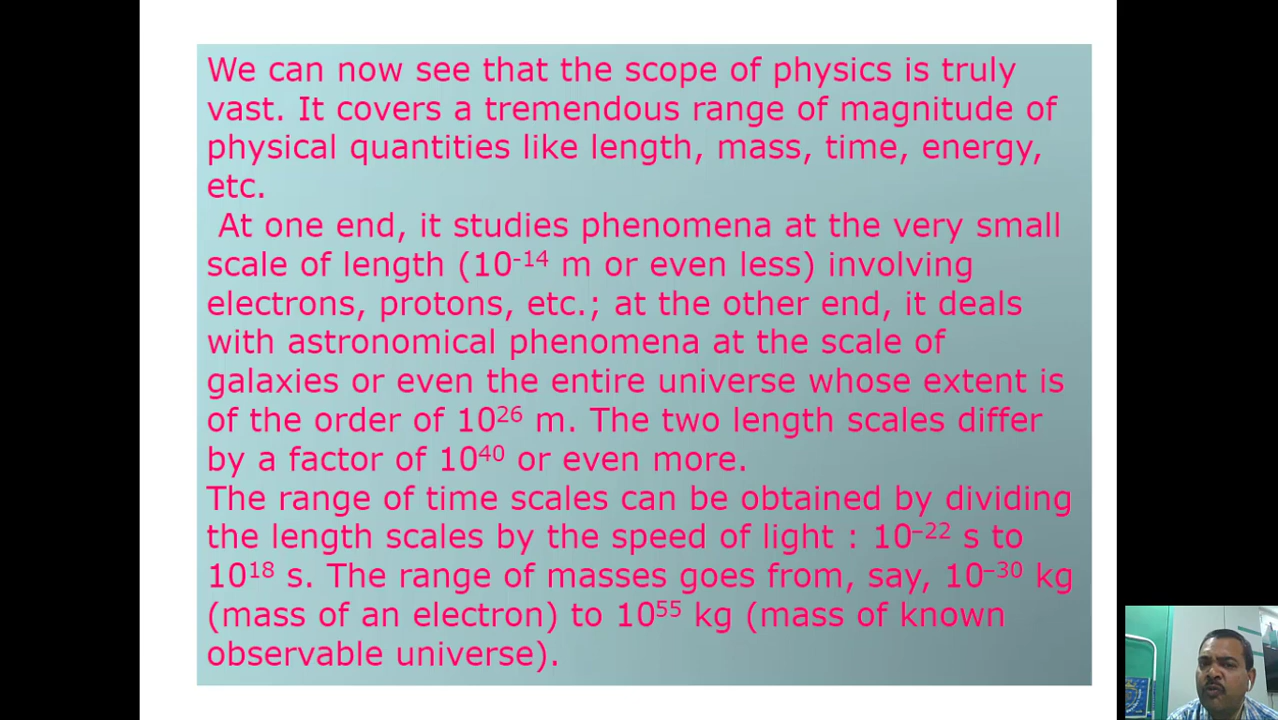 We can now see that the scope of physics is truly
vast. It covers a tremendous range of magnitude of
physical quantities like length, mass, time, energy,
etc.
At one end, it studies phenomena at the very small
scale of length (10⁻¹⁴ m or even less) involving
electrons, protons, etc.; at the other end, it deals
with astronomical phenomena at the scale of
galaxies or even the entire universe whose extent is
of the order of 10²⁶ m. The two length scales differ
by a factor of 10⁴⁰ or even more.
The range of time scales can be obtained by dividing
the length scales by the speed of light : 10⁻²² s to
10¹⁸ s. The range of masses goes from, say, 10⁻³⁰ kg
(mass of an electron) to 10⁵⁵ kg (mass of known
observable universe).